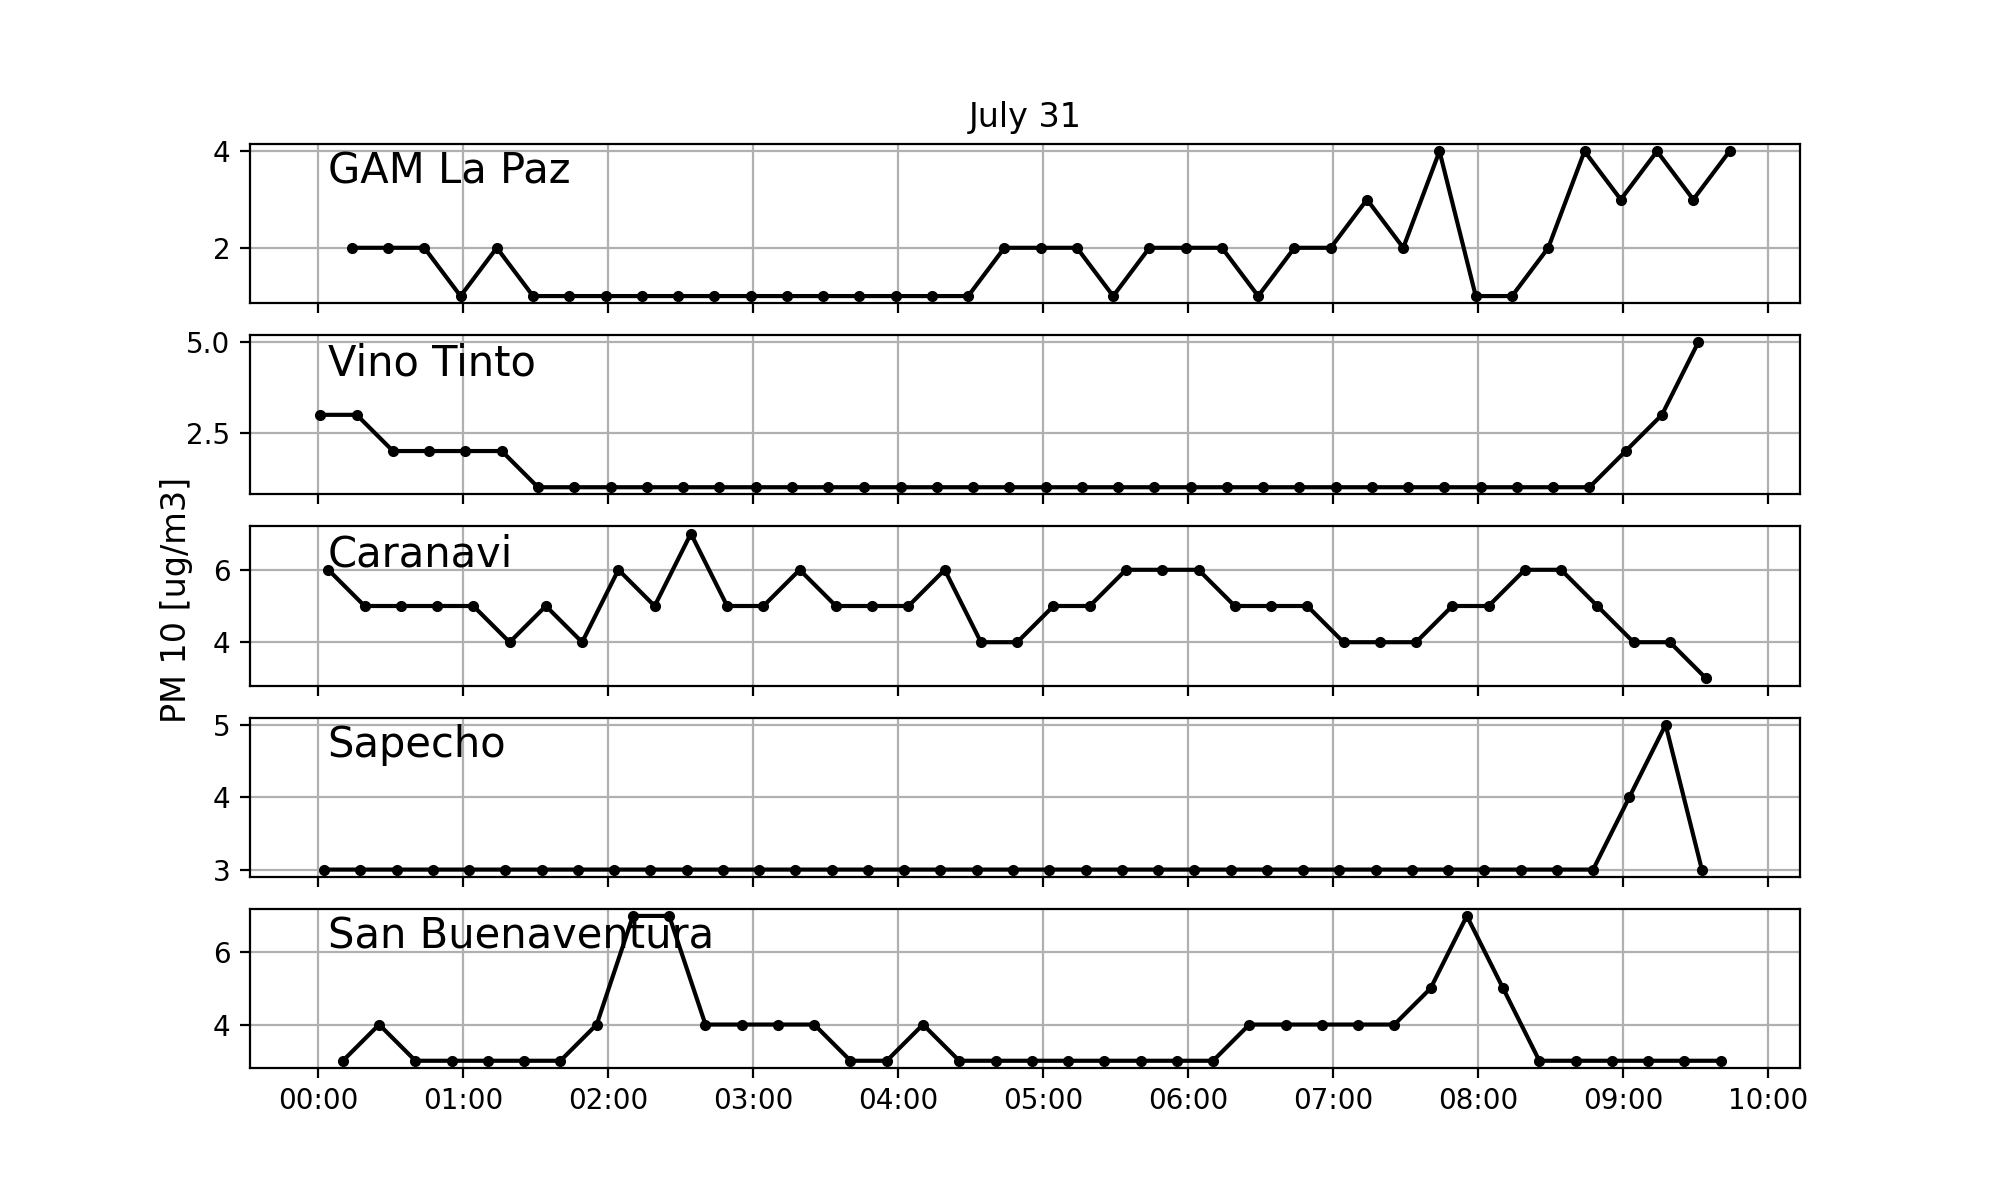 July 31
PM 10 [ug/m3]
4
2
GAM La Paz
5.0
2.5
Vino Tinto
6
4
Caranavi
5
4
3
Sapecho
6
4
San Buenaventura
00:00 01:00 02:00 03:00 04:00 05:00 06:00 07:00 08:00 09:00 10:00